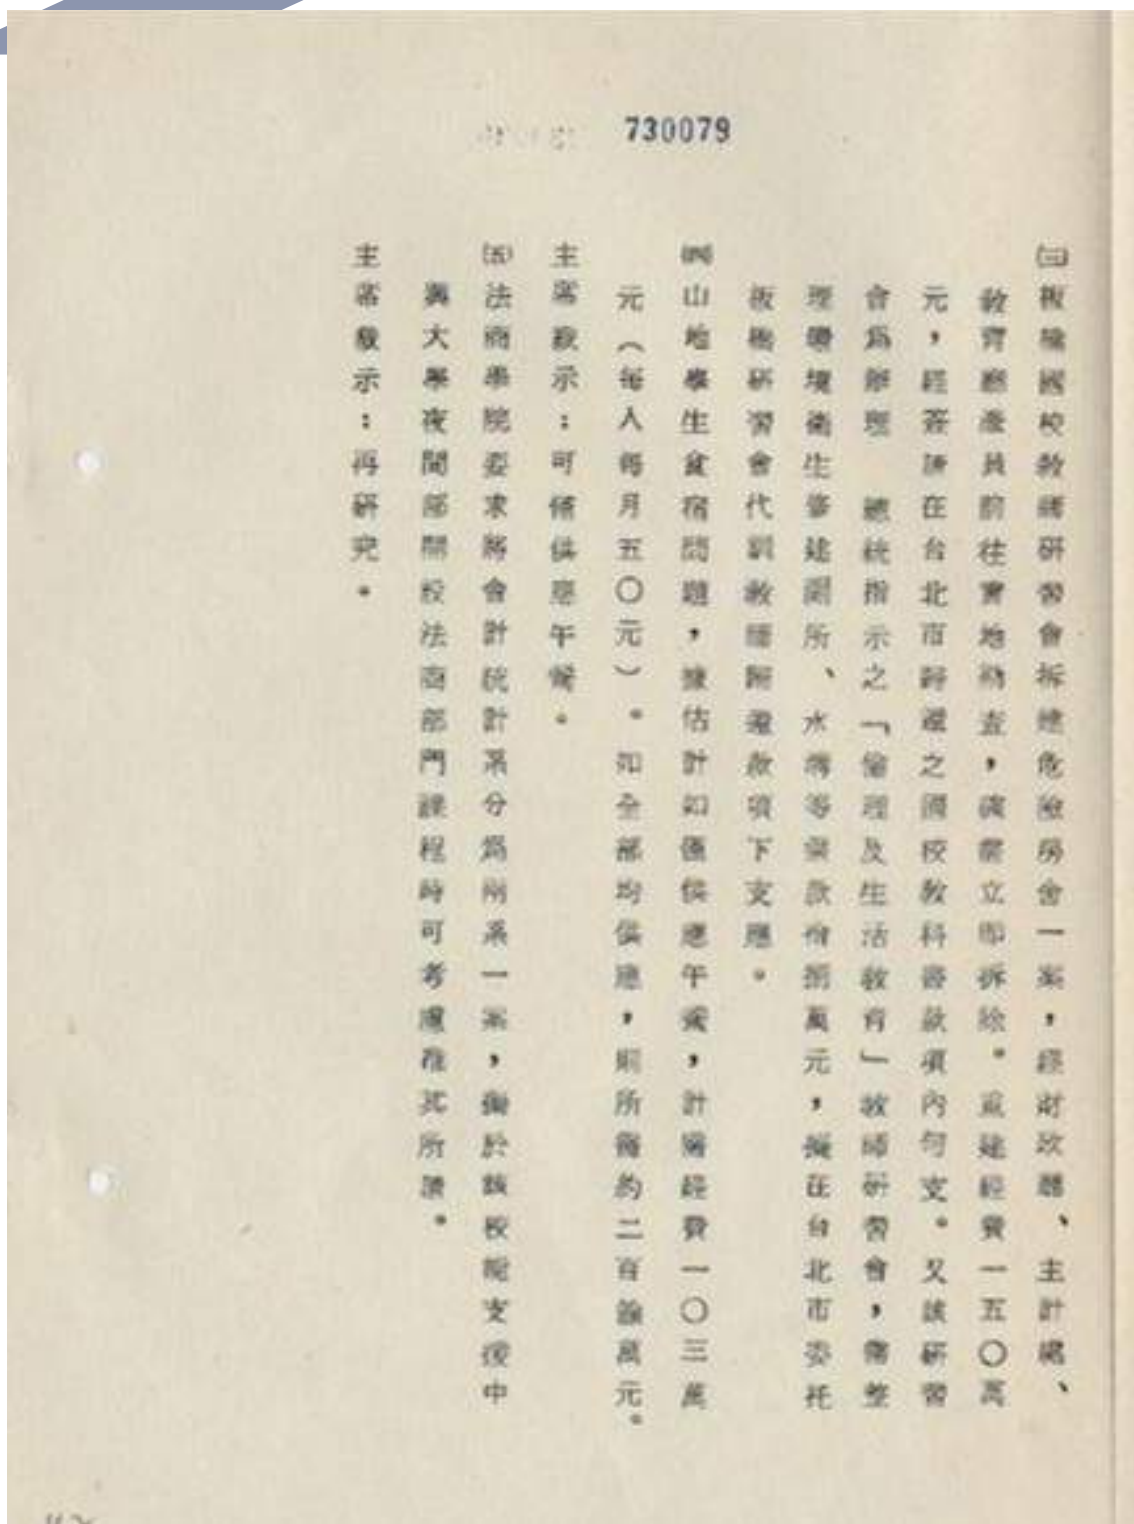 730079
㈢板橋國校教師研習會拆建危險房舍一案，經財政廳、主計處、
教育廳產員前往實地勘查，確需立即拆除。重建經費一五〇萬
元，經簽陳在台北市歸還之國校教科書款項內勻支。又該研習
會為辦理　總統指示之「倫理及生活教育」教師研習會，需整
理環境衛生修建廁所、水溝等需款伍拾萬元，擬在台北市委托
板橋研習會代訓教師歸還款項下支應。
㈣山地學生食宿問題，據估計如僅供應午餐，計需經費一〇三萬
元（每人每月五〇元）。如全部均供應，則所需約二百餘萬元。
主席裁示：可僅供應午餐。
㈤法商學院要求將會計統計系分為兩系一案，擬於該校能支援中
興大學夜間部開設法商部門課程時可考慮准其所請。
主席裁示：再研究。